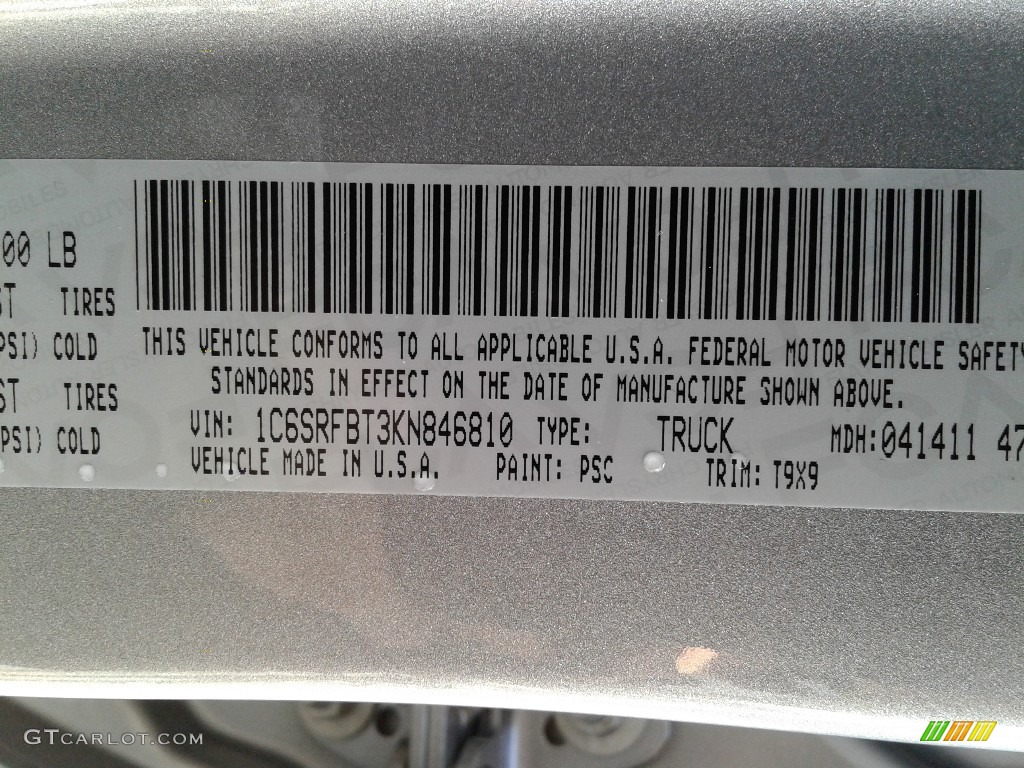 00 LB
ST TIRES
PSI) COLD
ST TIRES
PSI) COLD
THIS VEHICLE CONFORMS TO ALL APPLICABLE U.S.A. FEDERAL MOTOR VEHICLE SAFETY
STANDARDS IN EFFECT ON THE DATE OF MANUFACTURE SHOWN ABOVE.
VIN: 1C6SRFBT3KN846810 TYPE: TRUCK MDH: 041411 47
VEHICLE MADE IN U.S.A. PAINT: PSC TRIM: T9X9
GTCARLOT.COM